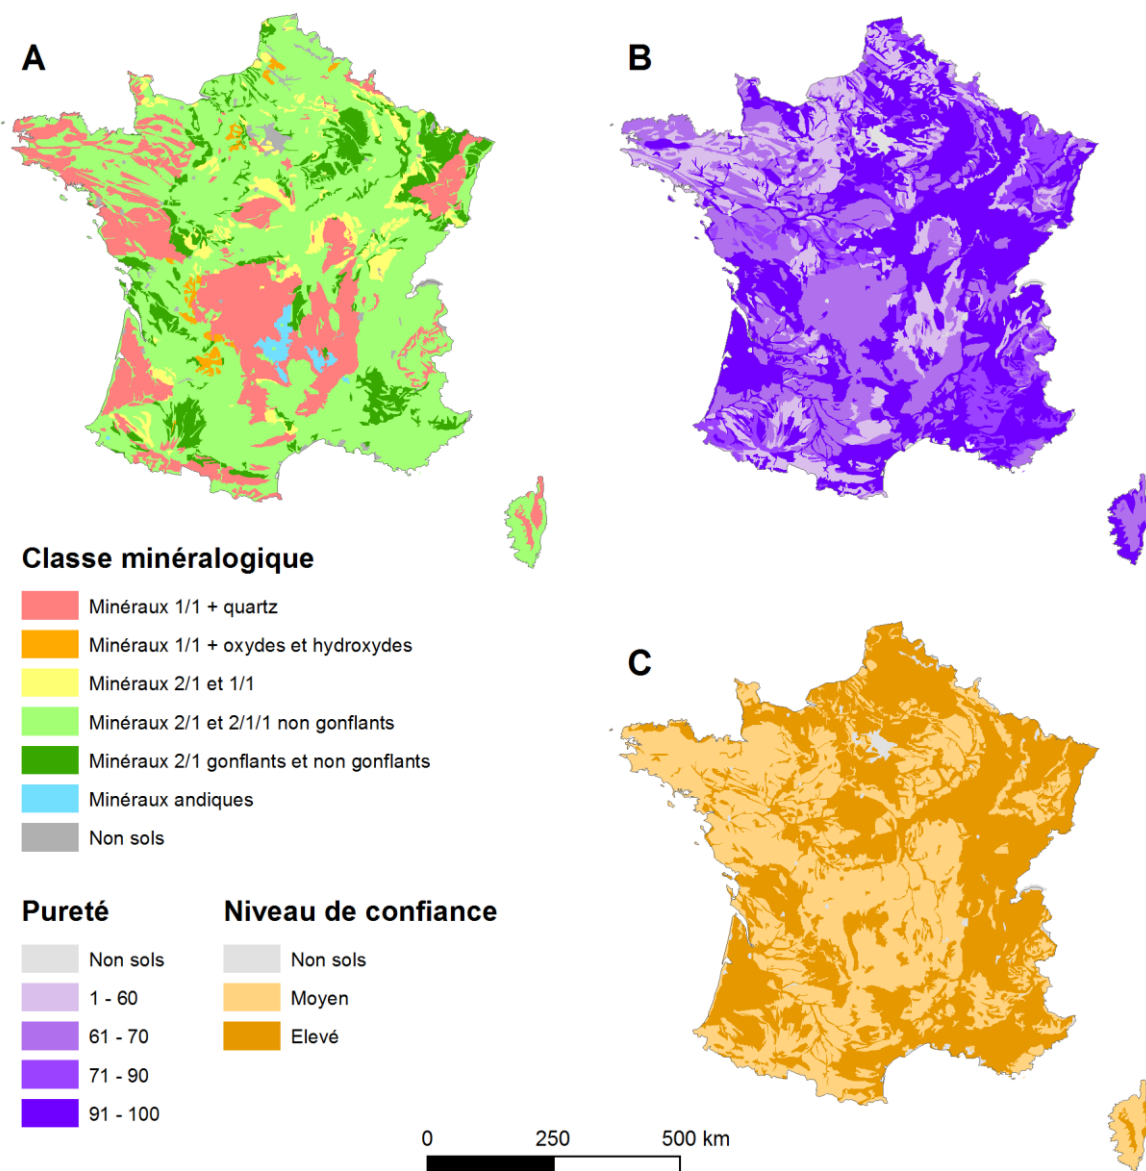 A
B
Classe minéralogique
Minéraux 1/1 + quartz
Minéraux 1/1 + oxydes et hydroxydes
Minéraux 2/1 et 1/1
Minéraux 2/1 et 2/1/1 non gonflants
Minéraux 2/1 gonflants et non gonflants
Minéraux andiques
Non sols
C
Pureté
Non sols
1 - 60
61 - 70
71 - 90
91 - 100
Niveau de confiance
Non sols
Moyen
Elevé
0 250 500 km